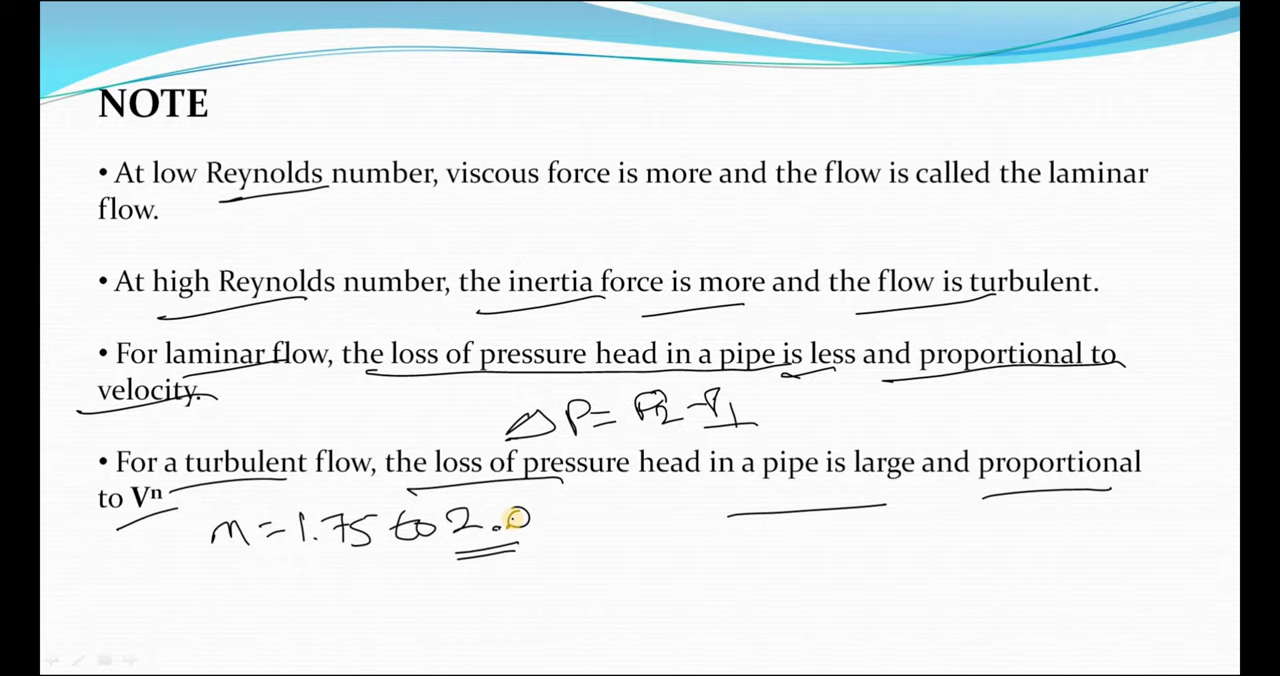 NOTE
• At low Reynolds number, viscous force is more and the flow is called the laminar
flow.
• At high Reynolds number, the inertia force is more and the flow is turbulent.
• For laminar flow, the loss of pressure head in a pipe is less and proportional to
velocity.
△P = P2 - P1
• For a turbulent flow, the loss of pressure head in a pipe is large and proportional
to Vⁿ
n = 1.75 to 2.0